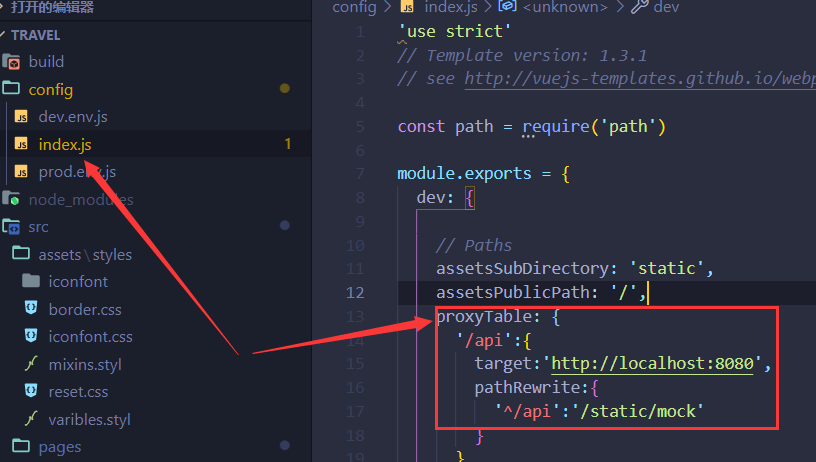 打开的编辑器
TRAVEL
build
config
dev.env.js
index.js
1
prod.env.js
node_modules
src
assets\styles
iconfont
border.css
iconfont.css
mixins.styl
reset.css
varibles.styl
pages
config > JS index.js > <unknown> > dev
1 'use strict'
2 // Template version: 1.3.1
3 // see http://vuejs-templates.github.io/webp
4
5 const path = require('path')
6
7 module.exports = {
8 dev: {
9
10 // Paths
11 assetsSubDirectory: 'static',
12 assetsPublicPath: '/',
13 proxyTable: {
14 '/api':{
15 target:'http://localhost:8080',
16 pathRewrite:{
17 '^/api':'/static/mock'
18 }
19 }